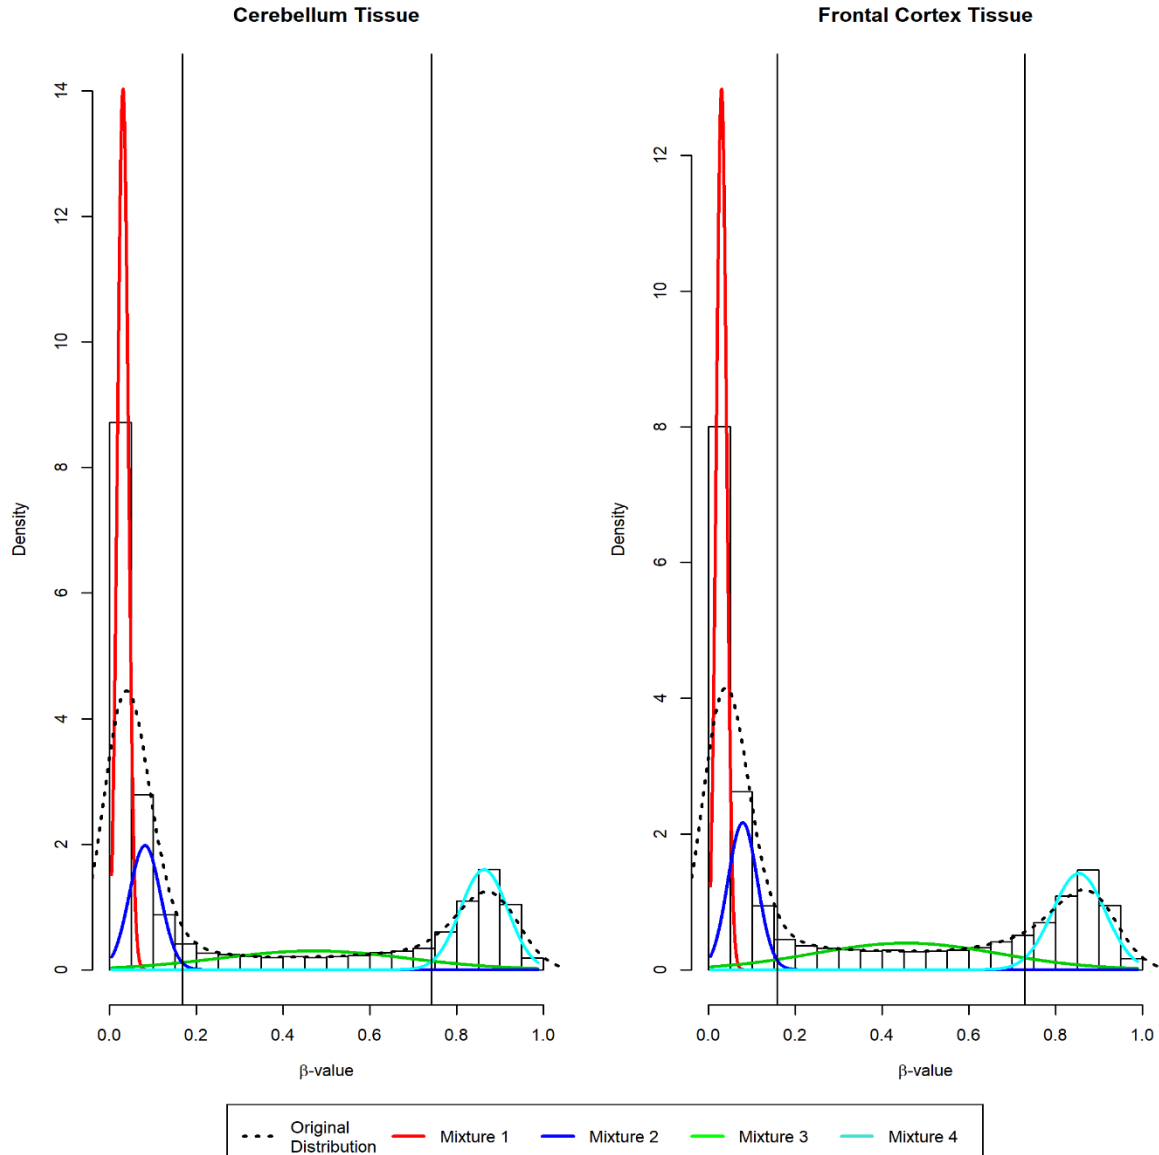 Cerebellum Tissue
Frontal Cortex Tissue
14
12
10
8
6
4
2
0
Density
0.0 0.2 0.4 0.6 0.8 1.0
β-value
12
10
8
6
4
2
0
Density
0.0 0.2 0.4 0.6 0.8 1.0
β-value
Original
Distribution
Mixture 1
Mixture 2
Mixture 3
Mixture 4